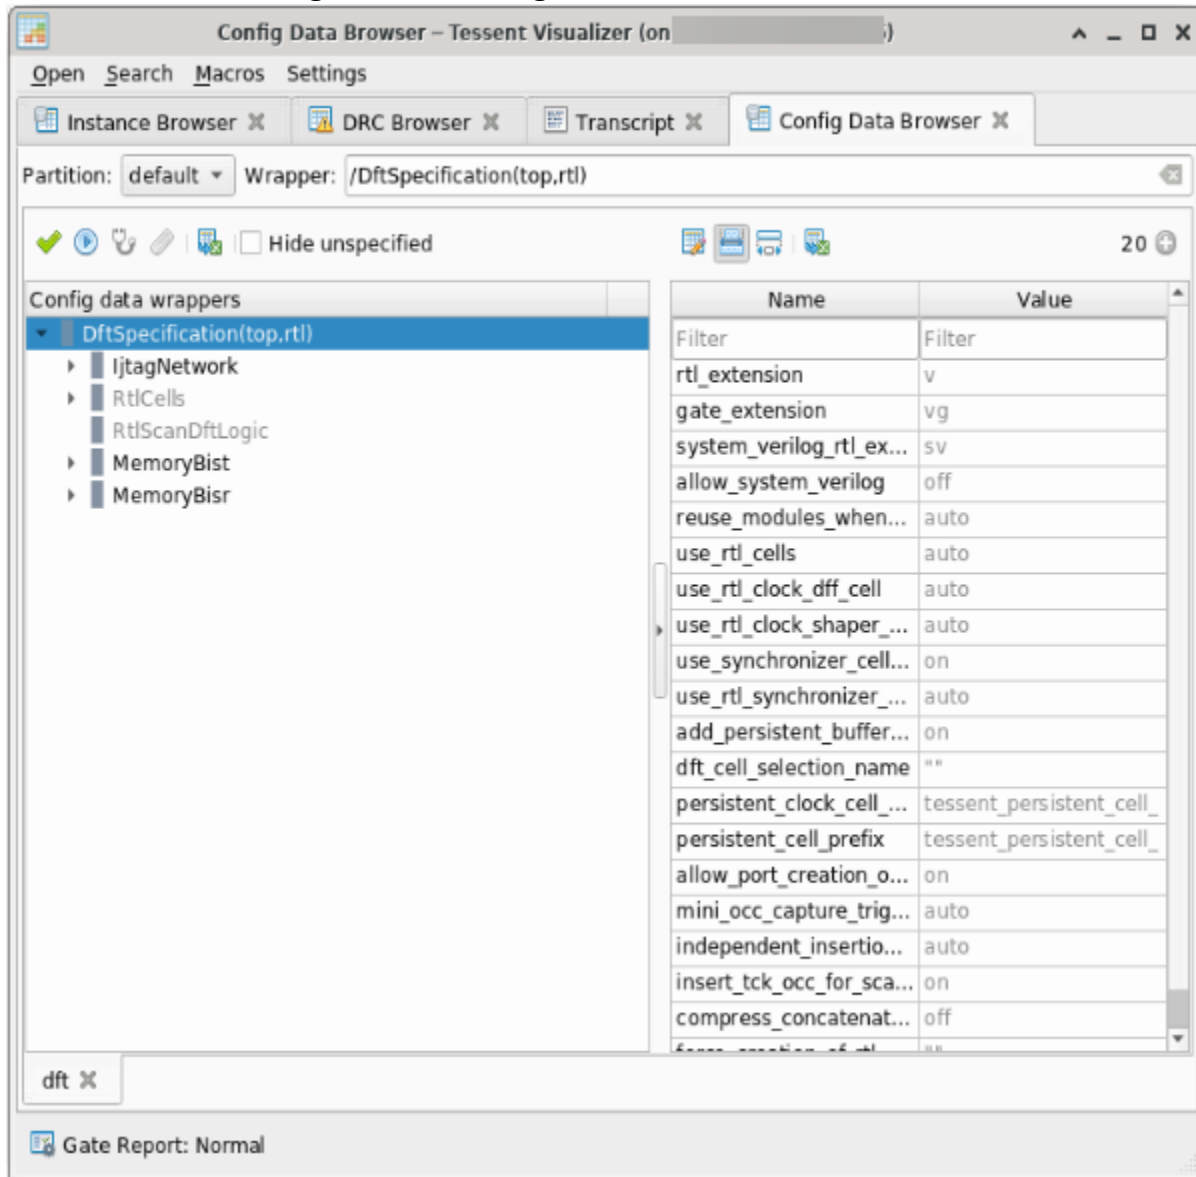 Config Data Browser – Tessent Visualizer (on )
Open Search Macros Settings
Instance Browser DRC Browser Transcript Config Data Browser
Partition: default Wrapper: /DftSpecification(top,rtl)
Hide unspecified 20
Config data wrappers
DftSpecification(top,rtl)
IjtagNetwork
RtlCells
RtlScanDftLogic
MemoryBist
MemoryBisr
Name Value
Filter Filter
rtl_extension v
gate_extension vg
system_verilog_rtl_ex... sv
allow_system_verilog off
reuse_modules_when... auto
use_rtl_cells auto
use_rtl_clock_dff_cell auto
use_rtl_clock_shaper_... auto
use_synchronizer_cell... on
use_rtl_synchronizer_... auto
add_persistent_buffer... on
dft_cell_selection_name ""
persistent_clock_cell_... tessent_persistent_cell_
persistent_cell_prefix tessent_persistent_cell_
allow_port_creation_o... on
mini_occ_capture_trig... auto
independent_insertio... auto
insert_tck_occ_for_sca... on
compress_concatenat... off
dft
Gate Report: Normal